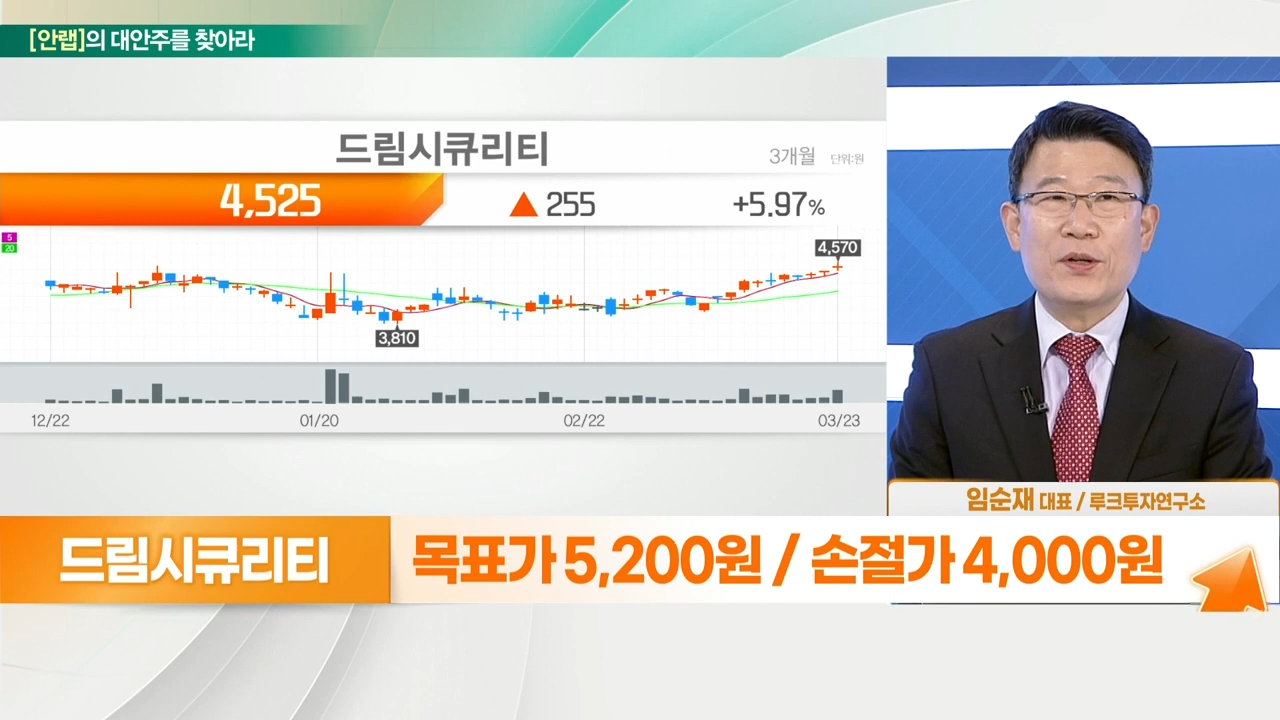 [안랩]의 대안주를 찾아라
드림시큐리티
3개월 단위:원
4,525 ▲ 255 +5.97%
5
20
4,570
3,810
12/22 01/20 02/22 03/23
임순재 대표 / 루크투자연구소
드림시큐리티 목표가 5,200원 / 손절가 4,000원